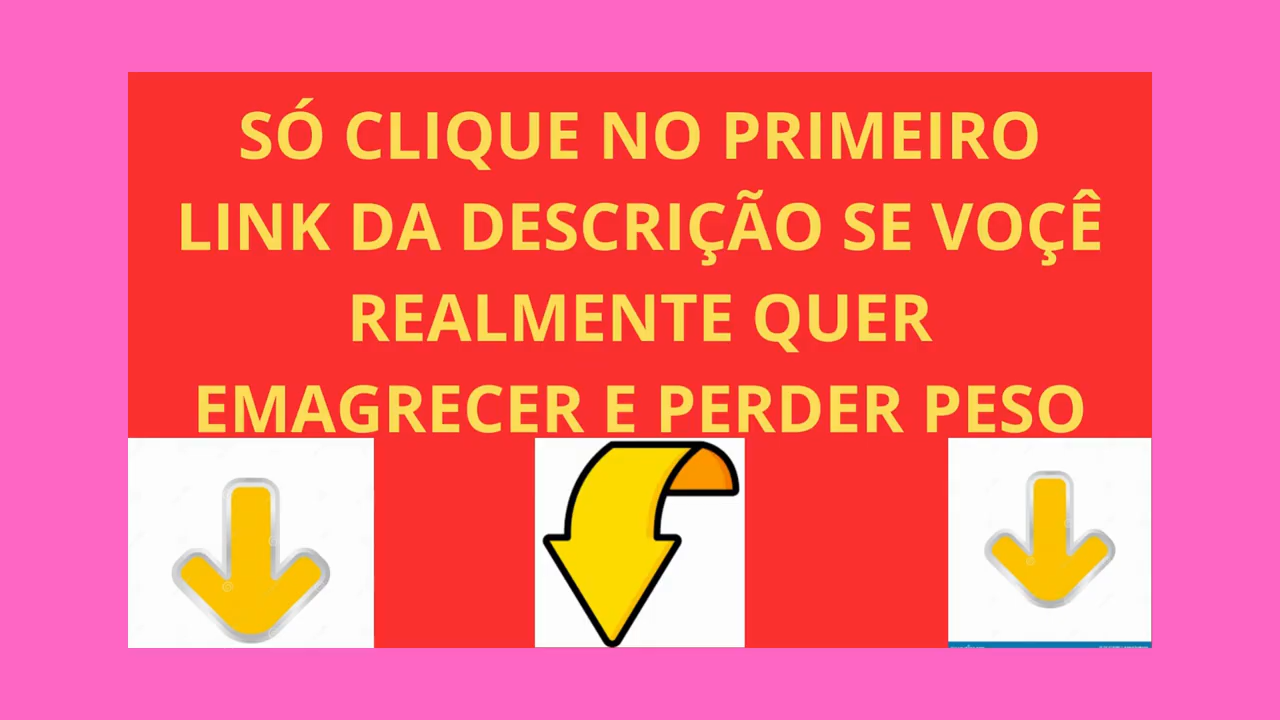 SÓ CLIQUE NO PRIMEIRO
LINK DA DESCRIÇÃO SE VOÇÊ
REALMENTE QUER
EMAGRECER E PERDER PESO